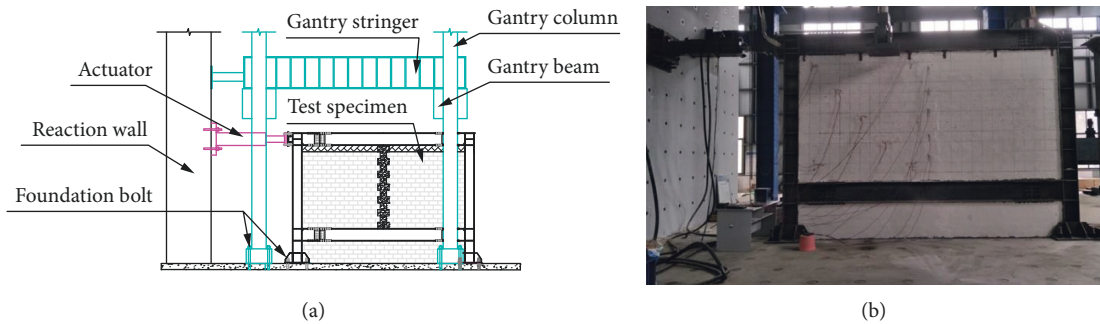 Gantry stringer
Gantry column
Actuator
Gantry beam
Test specimen
Reaction wall
Foundation bolt
(a)
(b)